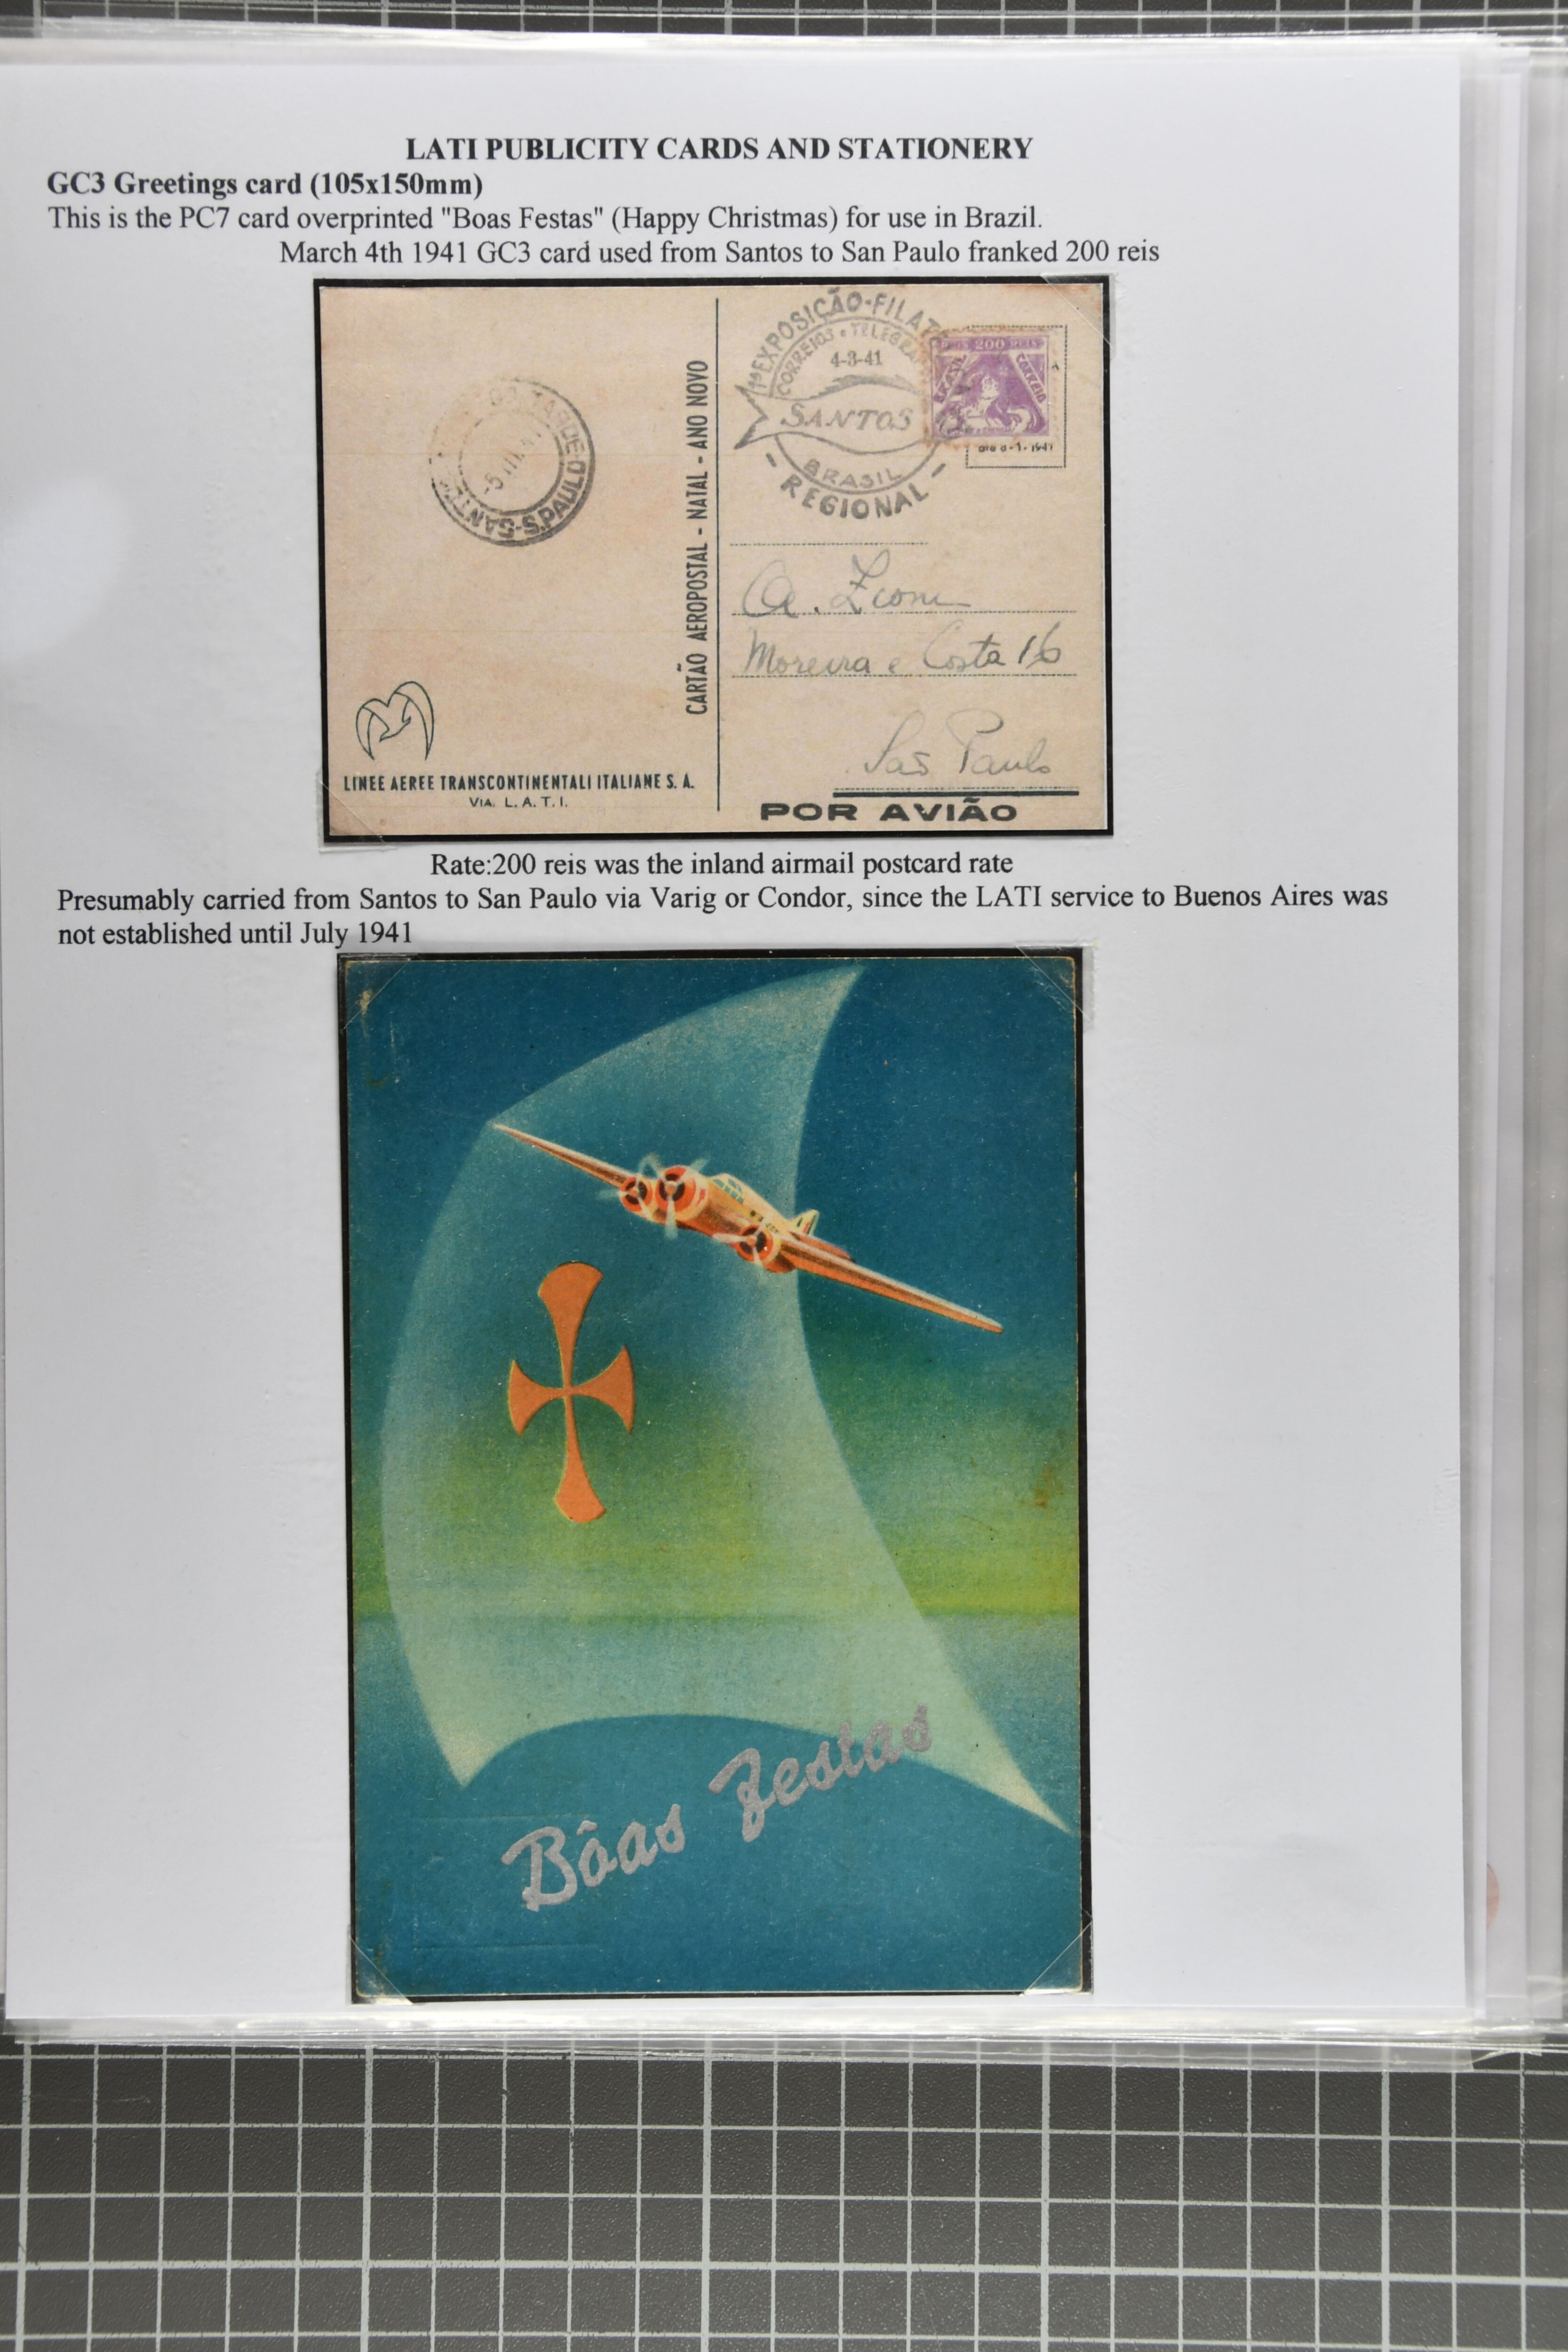 LATI PUBLICITY CARDS AND STATIONERY
GC3 Greetings card (105x150mm)
This is the PC7 card overprinted "Boas Festas" (Happy Christmas) for use in Brazil.
March 4th 1941 GC3 card used from Santos to San Paulo franked 200 reis
1ª EXPOSIÇÃO-FILAT
CORREIOS e TELEGRA
4-3-41
SANTOS
BRASIL
- REGIONAL -
200 REIS
BRASIL CORREIO
S.PAULO
CARTÃO AEROPOSTAL - NATAL - ANO NOVO
A.
Moreira e Costa 16
São Paulo
LINEE AEREE TRANSCONTINENTALI ITALIANE S. A.
VIA. L. A. T. I.
POR AVIÃO
Rate:200 reis was the inland airmail postcard rate
Presumably carried from Santos to San Paulo via Varig or Condor, since the LATI service to Buenos Aires was
not established until July 1941
Bôas Festas